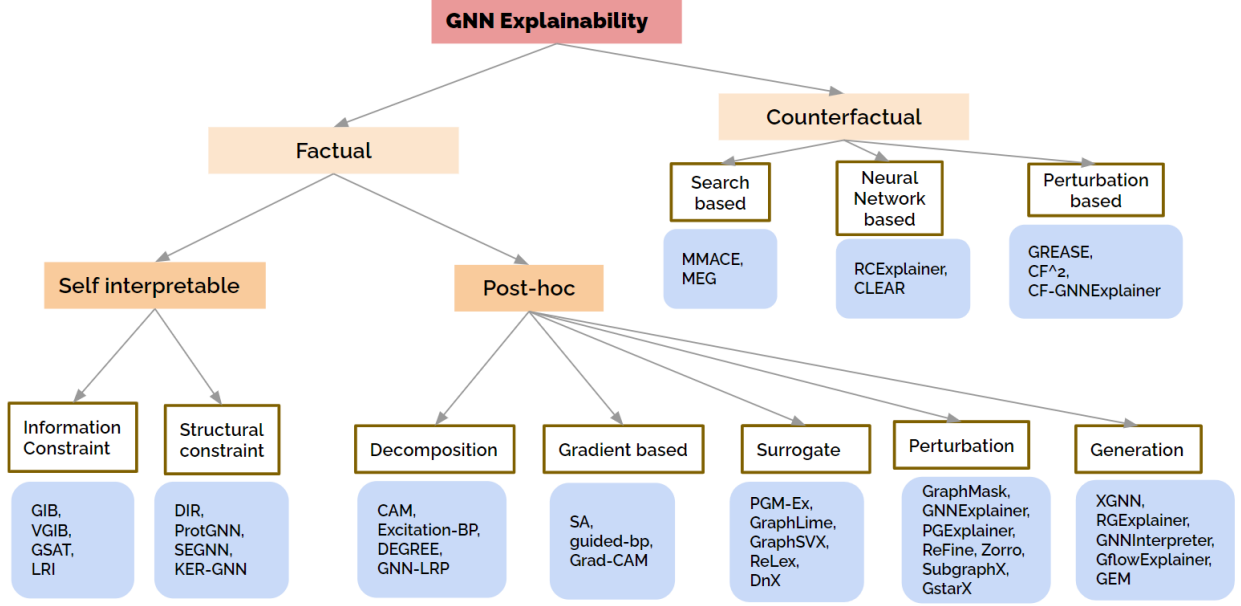 GNN Explainability
Counterfactual
Factual
Search
based
Neural
Network
based
Perturbation
based
MMACE,
MEG
RCExplainer,
CLEAR
GREASE,
CF^2,
CF-GNNExplainer
Self interpretable
Post-hoc
Information
Constraint
Structural
constraint
Decomposition
Gradient based
Surrogate
Perturbation
Generation
GIB,
VGIB,
GSAT,
LRI
DIR,
ProtGNN,
SEGNN,
KER-GNN
CAM,
Excitation-BP,
DEGREE,
GNN-LRP
SA,
guided-bp,
Grad-CAM
PGM-Ex,
GraphLime,
GraphSVX,
ReLex,
DnX
GraphMask,
GNNExplainer,
PGExplainer,
ReFine, Zorro,
SubgraphX,
GstarX
XGNN,
RGExplainer,
GNNInterpreter,
GflowExplainer,
GEM